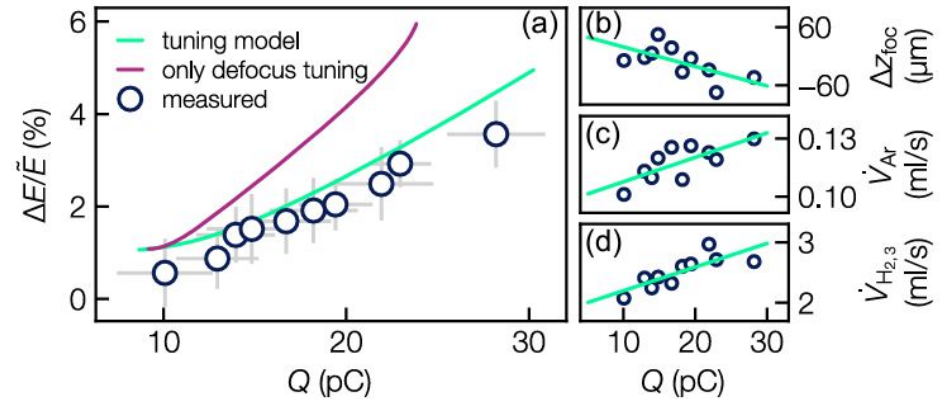 (a)
6
4
2
0
ΔE/Ẽ (%)
tuning model
only defocus tuning
measured
10
20
30
Q (pC)
(b)
60
−60
Δz_foc
(μm)
(c)
0.13
0.10
V̇_Ar
(ml/s)
(d)
3
2
V̇_H₂,₃
(ml/s)
10
20
30
Q (pC)